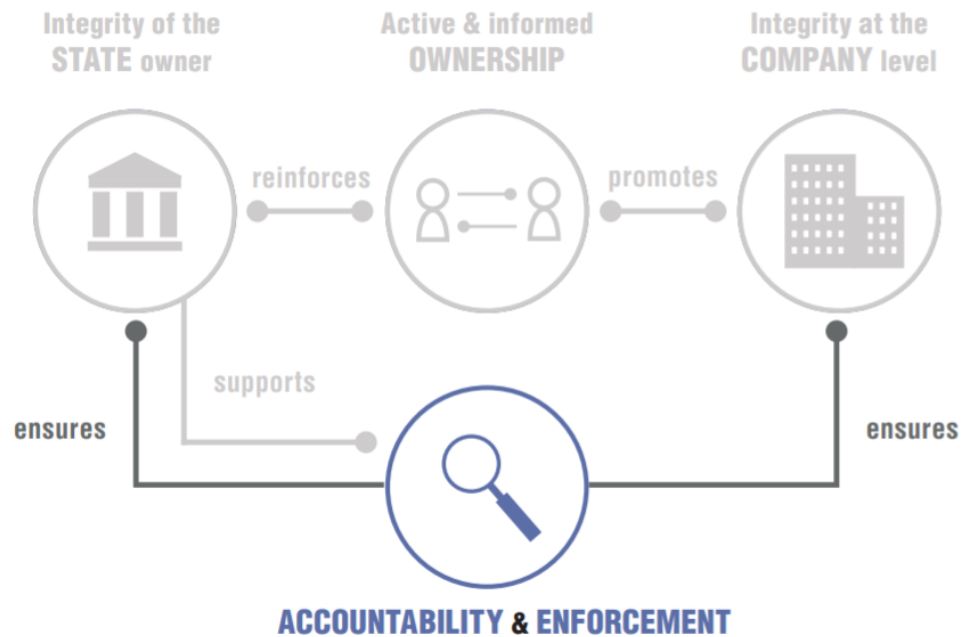 Integrity of the
STATE owner
Active & informed
OWNERSHIP
Integrity at the
COMPANY level
reinforces
promotes
supports
ensures
ensures
ACCOUNTABILITY & ENFORCEMENT